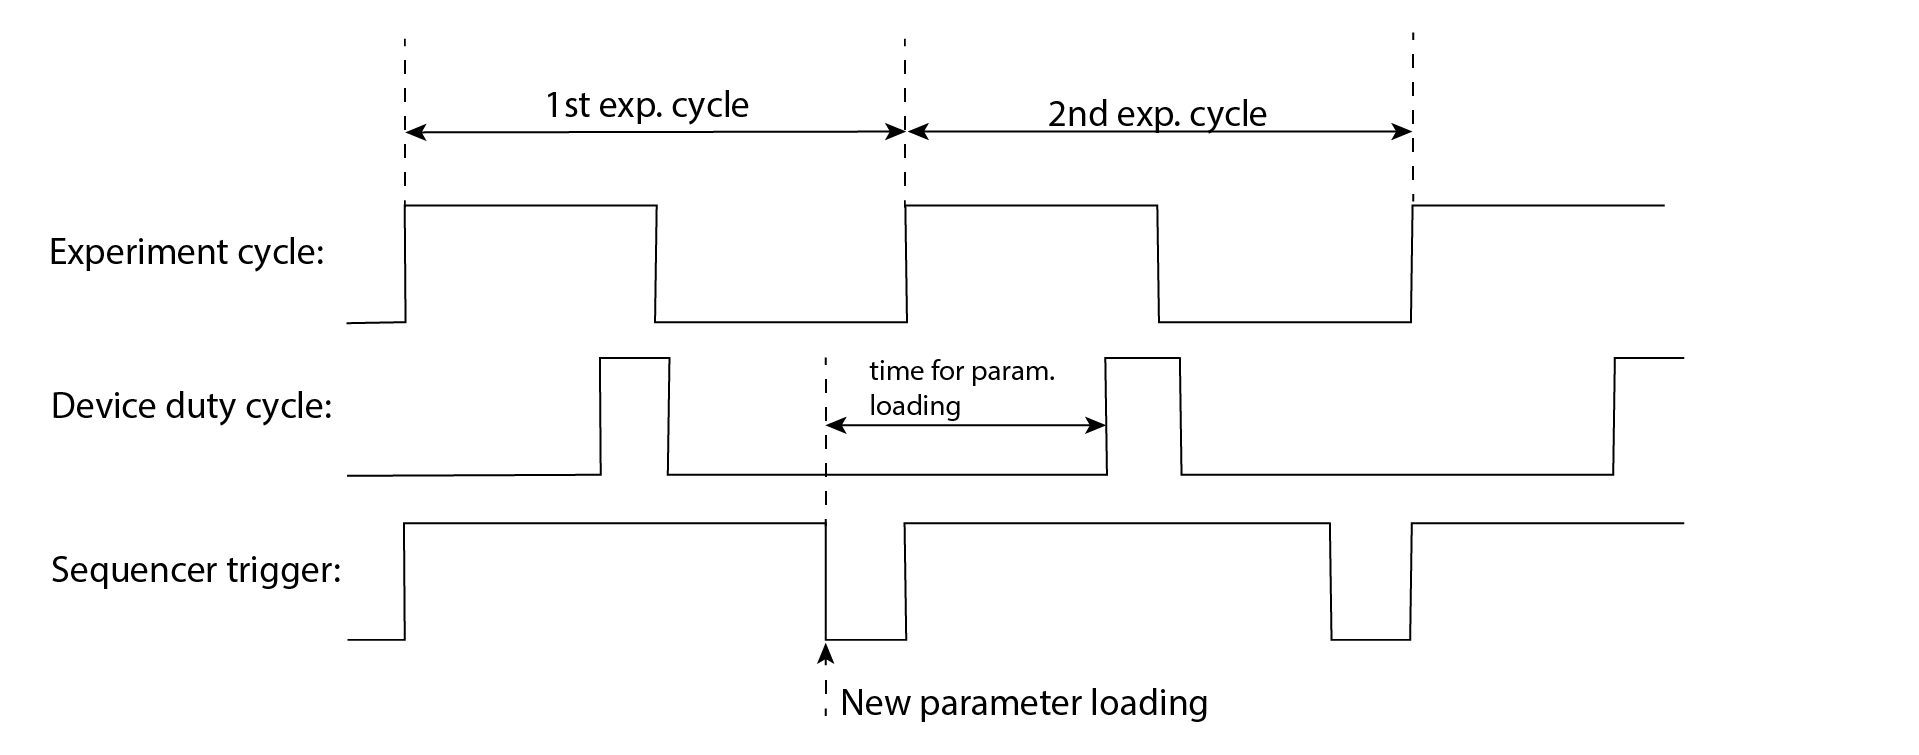 1st exp. cycle
2nd exp. cycle
Experiment cycle:
time for param.
loading
Device duty cycle:
Sequencer trigger:
New parameter loading